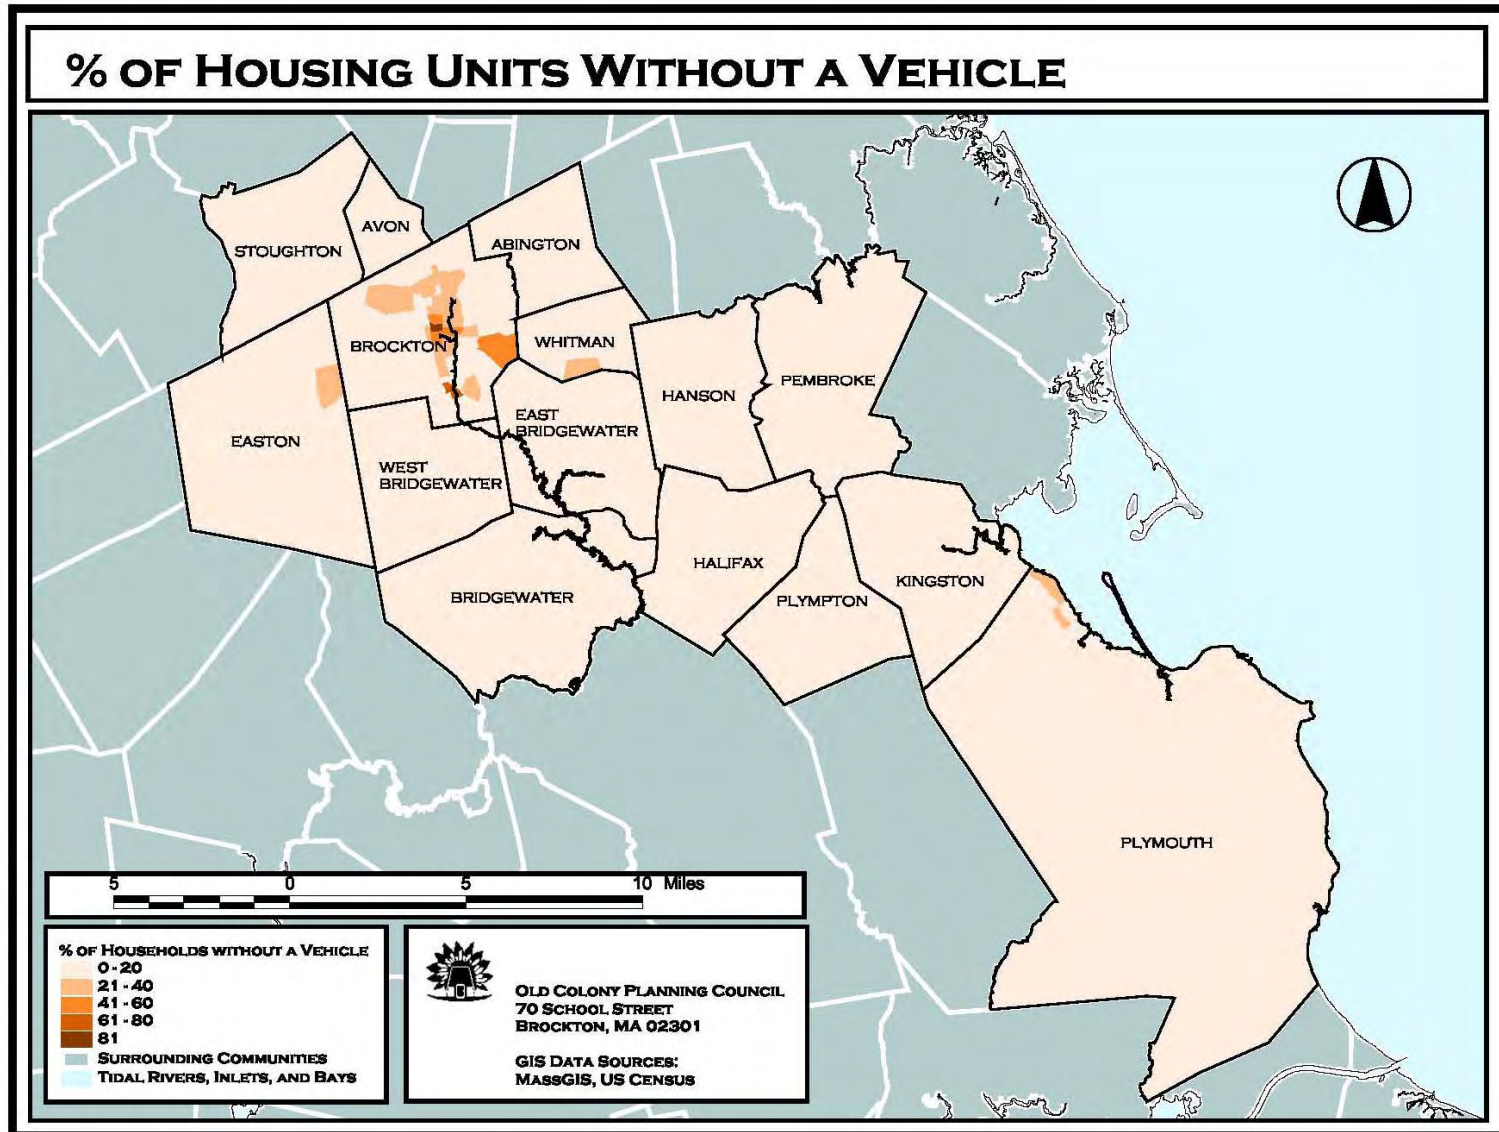 % OF HOUSING UNITS WITHOUT A VEHICLE
STOUGHTON
AVON
ABINGTON
BROCKTON
WHITMAN
HANSON
PEMBROKE
EASTON
WEST
BRIDGEWATER
EAST
BRIDGEWATER
BRIDGEWATER
HALIFAX
PLYMPTON
KINGSTON
PLYMOUTH
5 0 5 10 Miles
% OF HOUSEHOLDS WITHOUT A VEHICLE
0 - 20
21 - 40
41 - 60
61 - 80
81
SURROUNDING COMMUNITIES
TIDAL RIVERS, INLETS, AND BAYS
OLD COLONY PLANNING COUNCIL
70 SCHOOL STREET
BROCKTON, MA 02301
GIS DATA SOURCES:
MASSGIS, US CENSUS